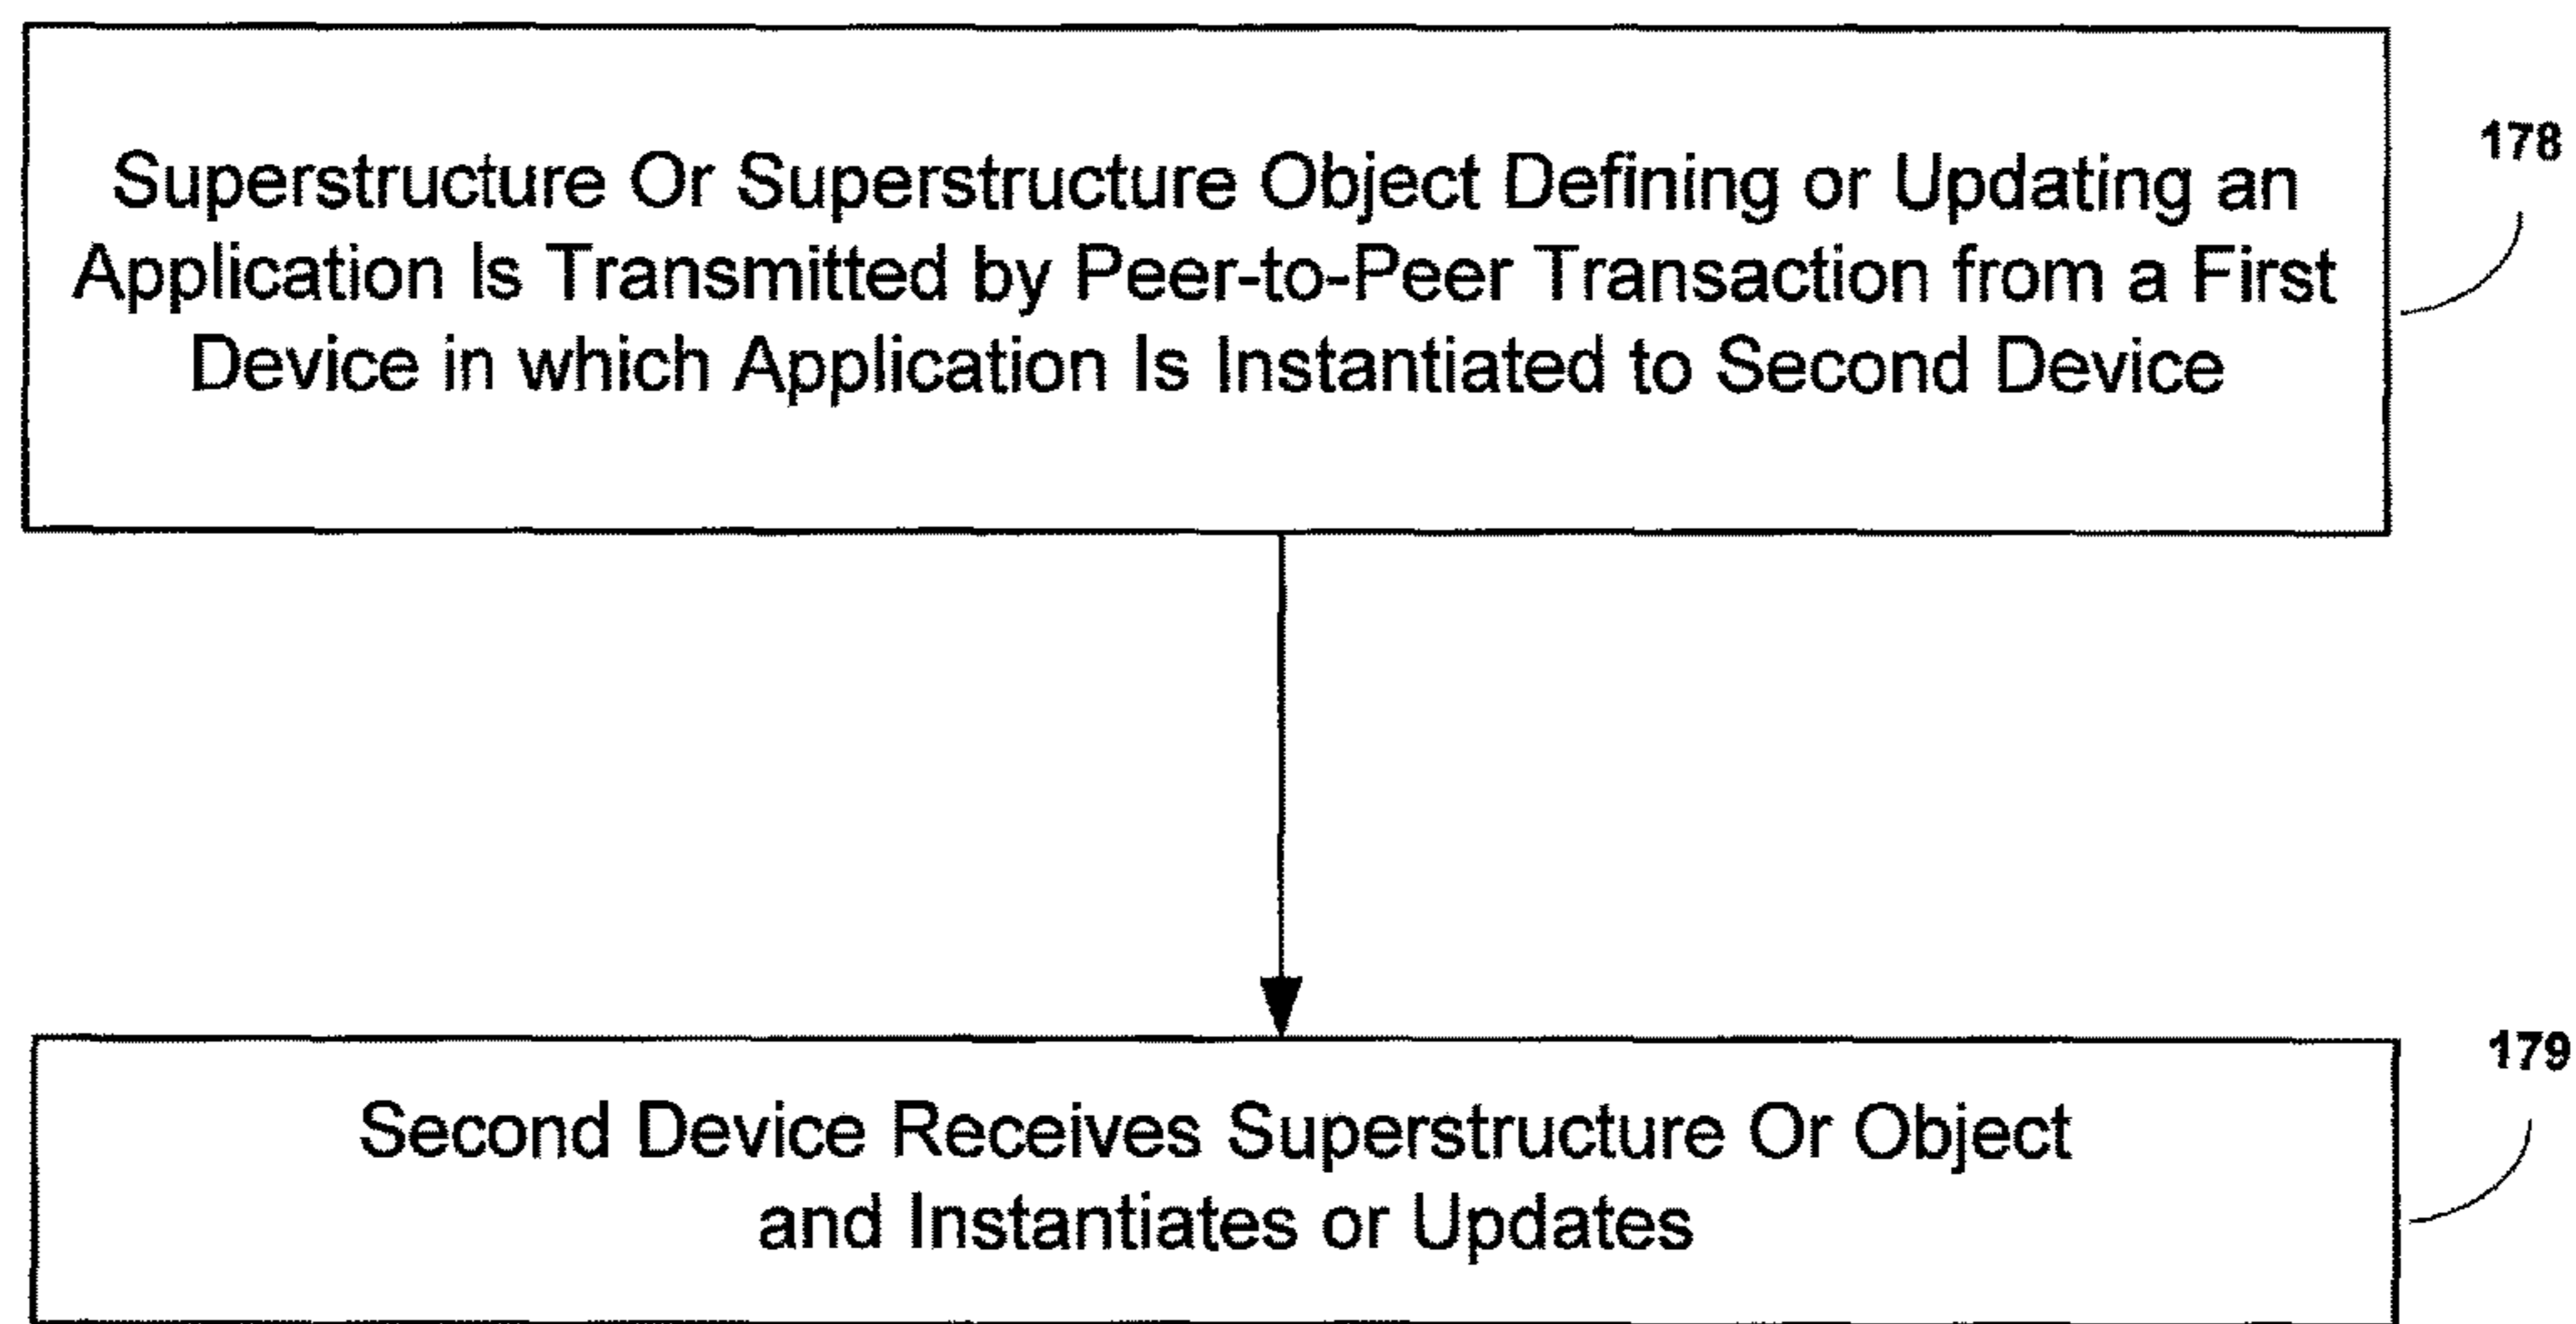 Superstructure Or Superstructure Object Defining or Updating an
Application Is Transmitted by Peer-to-Peer Transaction from a First
Device in which Application Is Instantiated to Second Device
178
Second Device Receives Superstructure Or Object
and Instantiates or Updates
179